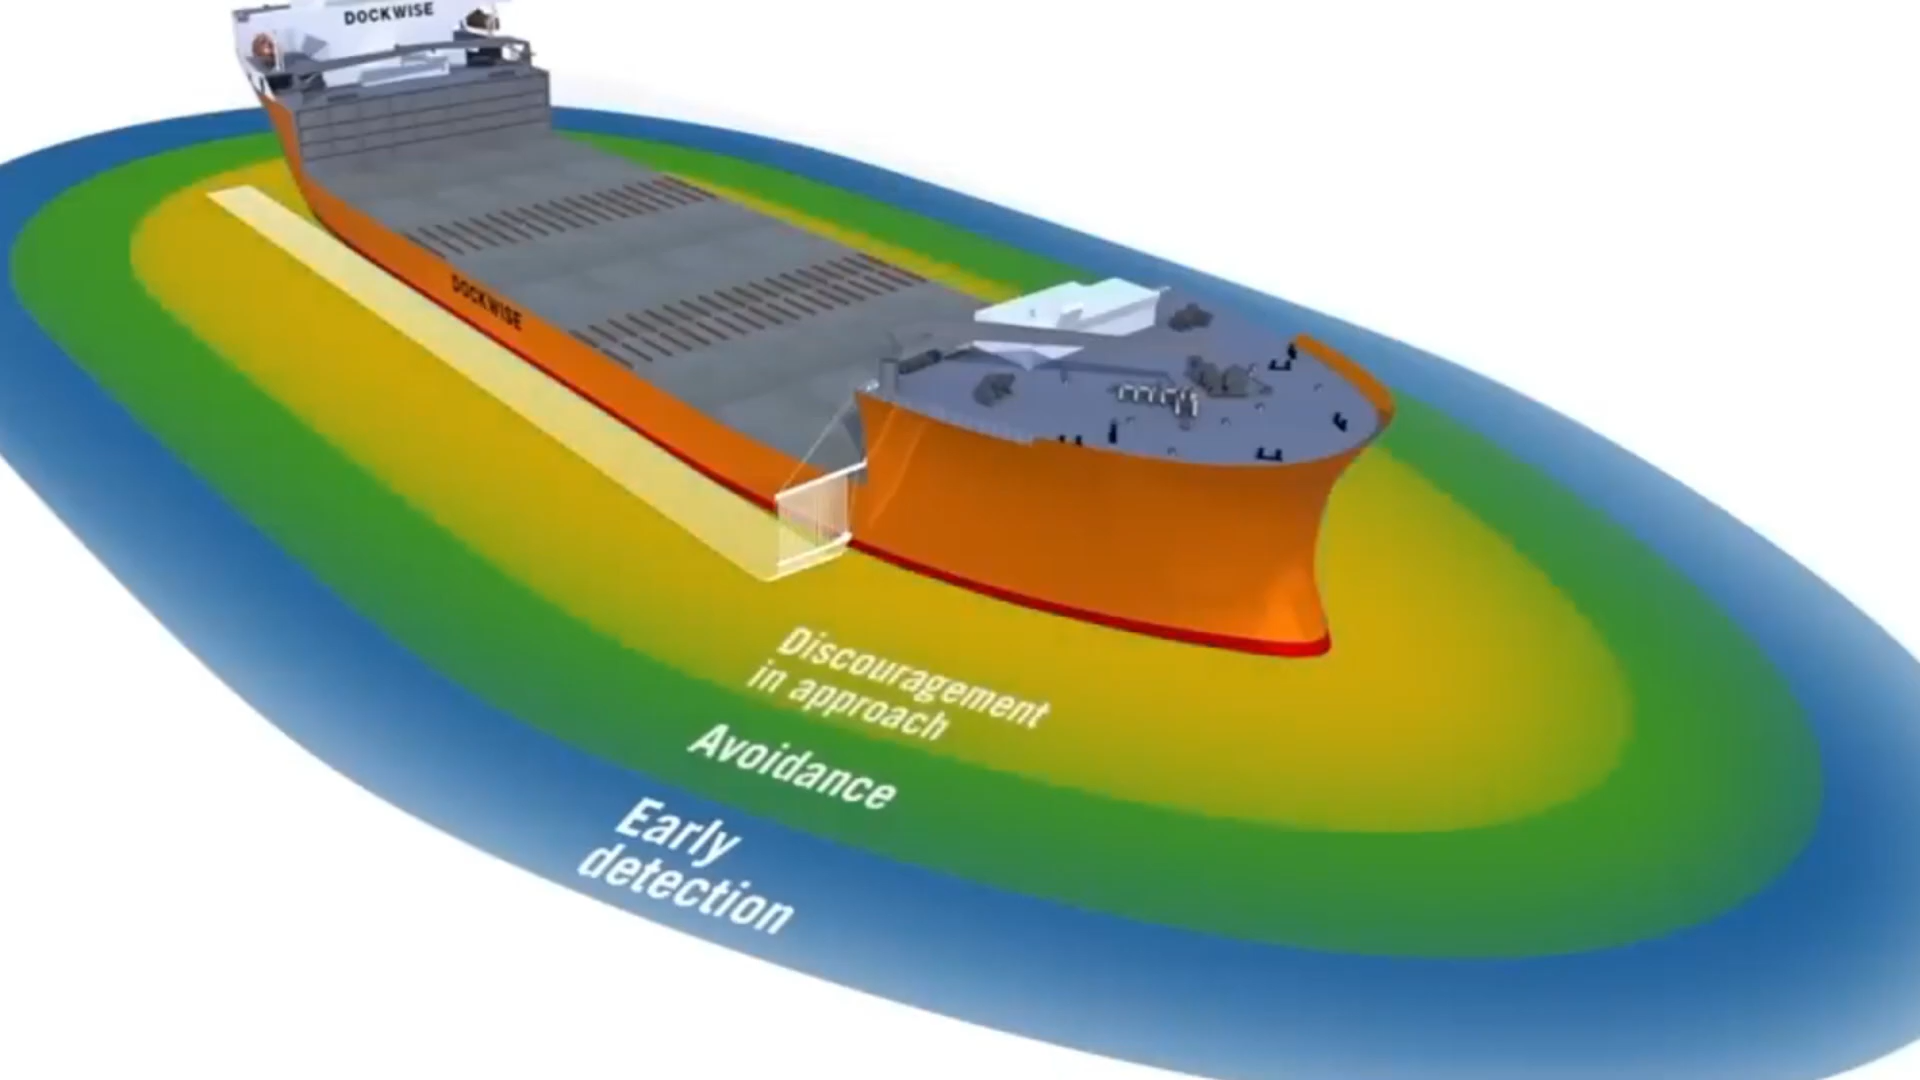 DOCKWISE
DOCKWISE
Discouragement
in approach
Avoidance
Early
detection